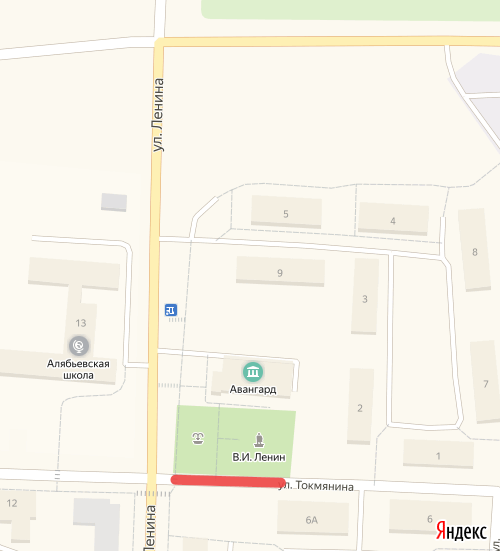 ул. Ленина
5
4
8
9
3
13
Алябьевская
школа
Авангард
2
7
В.И. Ленин
1
ул. Токмянина
12
6А
6
Ленина
Яндекс